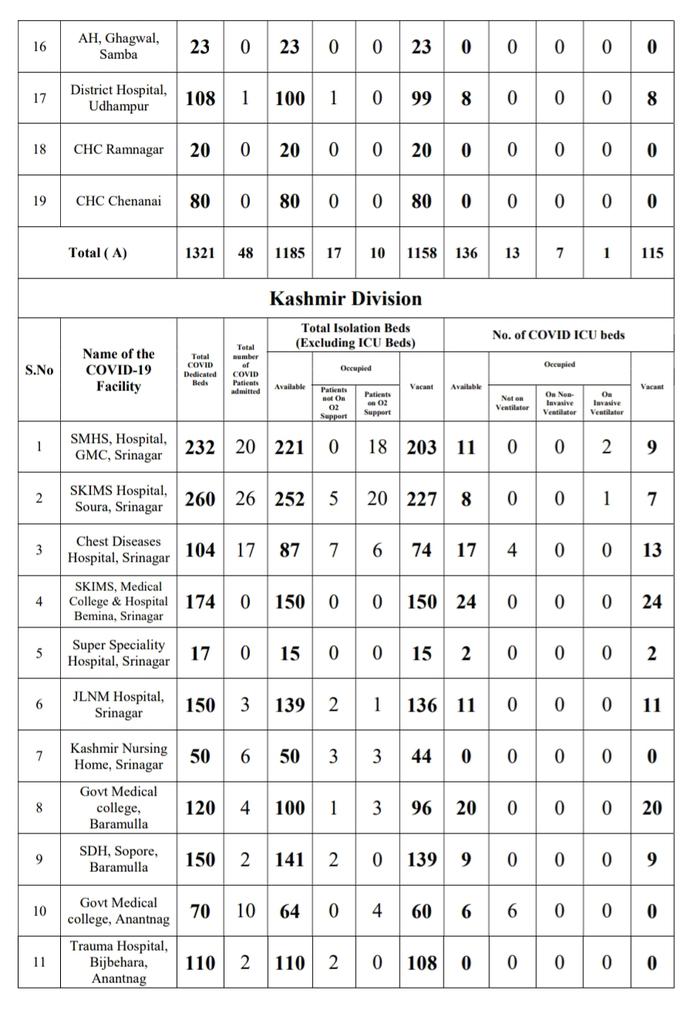 16 AH, Ghagwal, Samba 23 0 23 0 0 23 0 0 0 0 0
17 District Hospital, Udhampur 108 1 100 1 0 99 8 0 0 0 8
18 CHC Ramnagar 20 0 20 0 0 20 0 0 0 0 0
19 CHC Chenanai 80 0 80 0 0 80 0 0 0 0 0
Total ( A) 1321 48 1185 17 10 1158 136 13 7 1 115
Kashmir Division
S.No Name of the COVID-19 Facility Total COVID Dedicated Beds Total number of COVID Patients admitted Total Isolation Beds (Excluding ICU Beds) No. of COVID ICU beds
Available Occupied Vacant Available Occupied Vacant
Patients not On O2 Support Patients on O2 Support Not on Ventilator On Non-Invasive Ventilator On Invasive Ventilator
1 SMHS, Hospital, GMC, Srinagar 232 20 221 0 18 203 11 0 0 2 9
2 SKIMS Hospital, Soura, Srinagar 260 26 252 5 20 227 8 0 0 1 7
3 Chest Diseases Hospital, Srinagar 104 17 87 7 6 74 17 4 0 0 13
4 SKIMS, Medical College & Hospital Bemina, Srinagar 174 0 150 0 0 150 24 0 0 0 24
5 Super Speciality Hospital, Srinagar 17 0 15 0 0 15 2 0 0 0 2
6 JLNM Hospital, Srinagar 150 3 139 2 1 136 11 0 0 0 11
7 Kashmir Nursing Home, Srinagar 50 6 50 3 3 44 0 0 0 0 0
8 Govt Medical college, Baramulla 120 4 100 1 3 96 20 0 0 0 20
9 SDH, Sopore, Baramulla 150 2 141 2 0 139 9 0 0 0 9
10 Govt Medical college, Anantnag 70 10 64 0 4 60 6 6 0 0 0
11 Trauma Hospital, Bijbehara, Anantnag 110 2 110 2 0 108 0 0 0 0 0